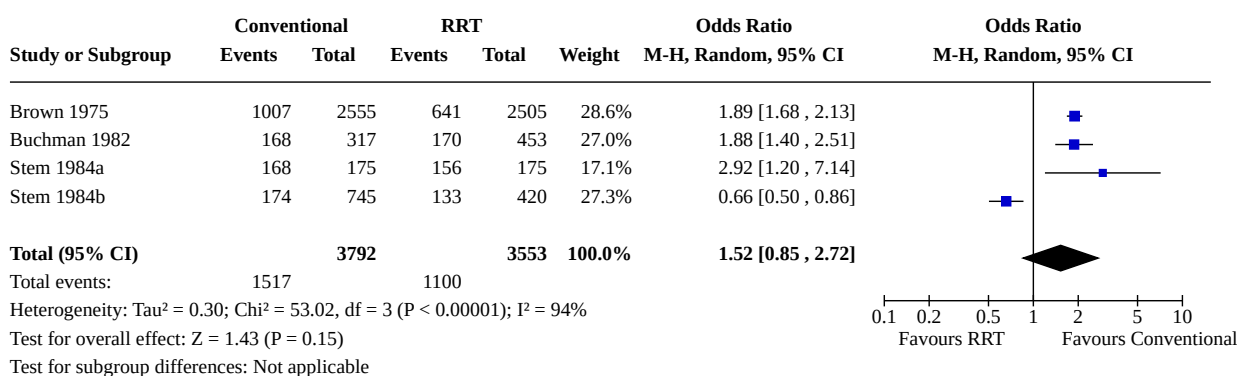 Conventional RRT Odds Ratio Odds Ratio
Study or Subgroup Events Total Events Total Weight M-H, Random, 95% CI M-H, Random, 95% CI
Brown 1975 1007 2555 641 2505 28.6% 1.89 [1.68 , 2.13]
Buchman 1982 168 317 170 453 27.0% 1.88 [1.40 , 2.51]
Stem 1984a 168 175 156 175 17.1% 2.92 [1.20 , 7.14]
Stem 1984b 174 745 133 420 27.3% 0.66 [0.50 , 0.86]
Total (95% CI) 3792 3553 100.0% 1.52 [0.85 , 2.72]
Total events: 1517 1100
Heterogeneity: Tau² = 0.30; Chi² = 53.02, df = 3 (P < 0.00001); I² = 94%
0.1 0.2 0.5 1 2 5 10
Test for overall effect: Z = 1.43 (P = 0.15) Favours RRT Favours Conventional
Test for subgroup differences: Not applicable